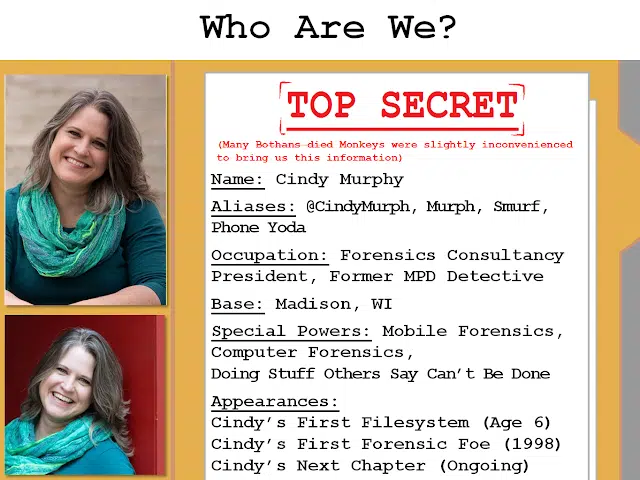 Who Are We?
TOP SECRET
(Many Bothans died Monkeys were slightly inconvenienced
to bring us this information)
Name: Cindy Murphy
Aliases: @CindyMurph, Murph, Smurf,
Phone Yoda
Occupation: Forensics Consultancy
President, Former MPD Detective
Base: Madison, WI
Special Powers: Mobile Forensics,
Computer Forensics,
Doing Stuff Others Say Can't Be Done
Appearances:
Cindy's First Filesystem (Age 6)
Cindy's First Forensic Foe (1998)
Cindy's Next Chapter (Ongoing)